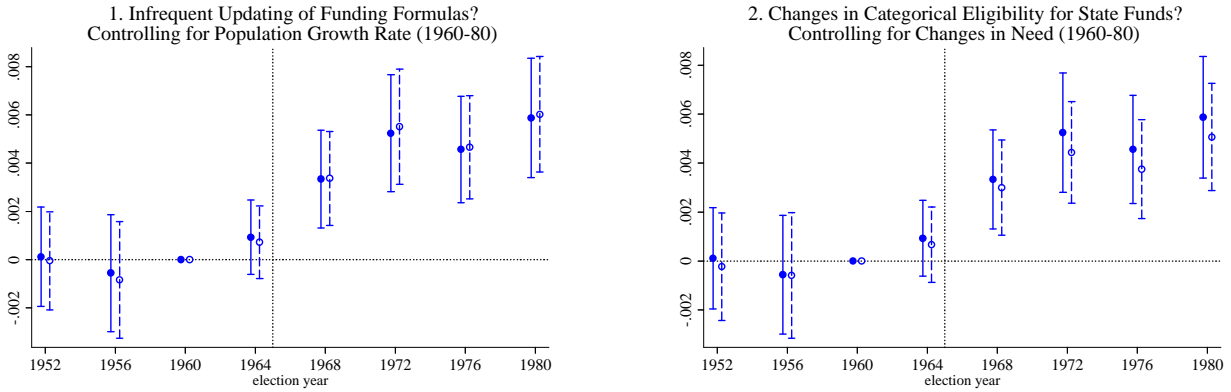 1. Infrequent Updating of Funding Formulas?
Controlling for Population Growth Rate (1960-80)
.008
.006
.004
.002
0
-.002
1952 1956 1960 1964 1968 1972 1976 1980
election year
2. Changes in Categorical Eligibility for State Funds?
Controlling for Changes in Need (1960-80)
.008
.006
.004
.002
0
-.002
1952 1956 1960 1964 1968 1972 1976 1980
election year